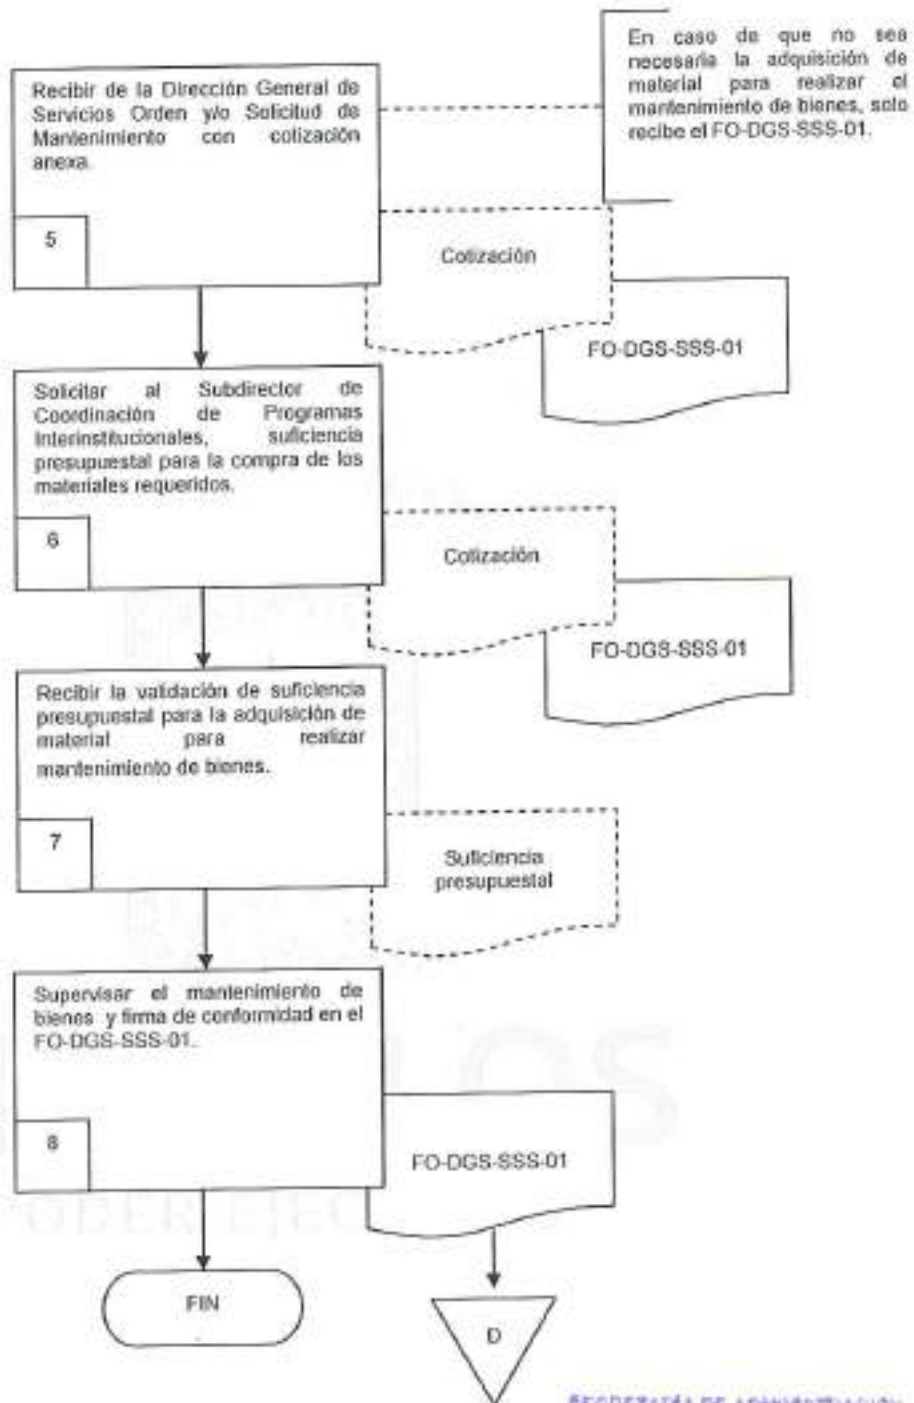 En caso de que no sea
necesaria la adquisición de
material para realizar el
mantenimiento de bienes, solo
recibe el FO-DGS-SSS-01.
Recibir de la Dirección General de
Servicios Orden y/o Solicitud de
Mantenimiento con cotización
anexa.
5
Cotización
FO-DGS-SSS-01
Solicitar al Subdirector de
Coordinación de Programas
Interinstitucionales, suficiencia
presupuestal para la compra de los
materiales requeridos.
6
Cotización
FO-DGS-SSS-01
Recibir la validación de suficiencia
presupuestal para la adquisición de
material para realizar
mantenimiento de bienes.
7
Suficiencia
presupuestal
Supervisar el mantenimiento de
bienes y firma de conformidad en el
FO-DGS-SSS-01.
8
FO-DGS-SSS-01
FIN
D
SECRETARÍA DE ADMINISTRACIÓN